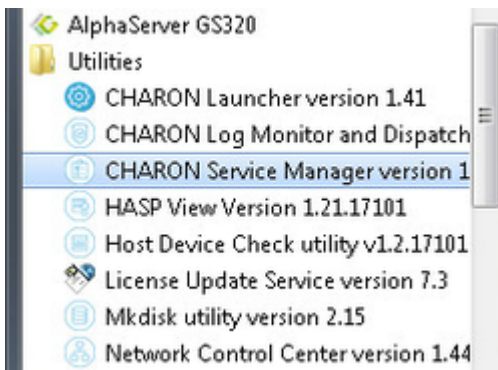 AlphaServer GS320
Utilities
CHARON Launcher version 1.41
CHARON Log Monitor and Dispatch
CHARON Service Manager version 1
HASP View Version 1.21.17101
Host Device Check utility v1.2.17101
License Update Service version 7.3
Mkdisk utility version 2.15
Network Control Center version 1.44